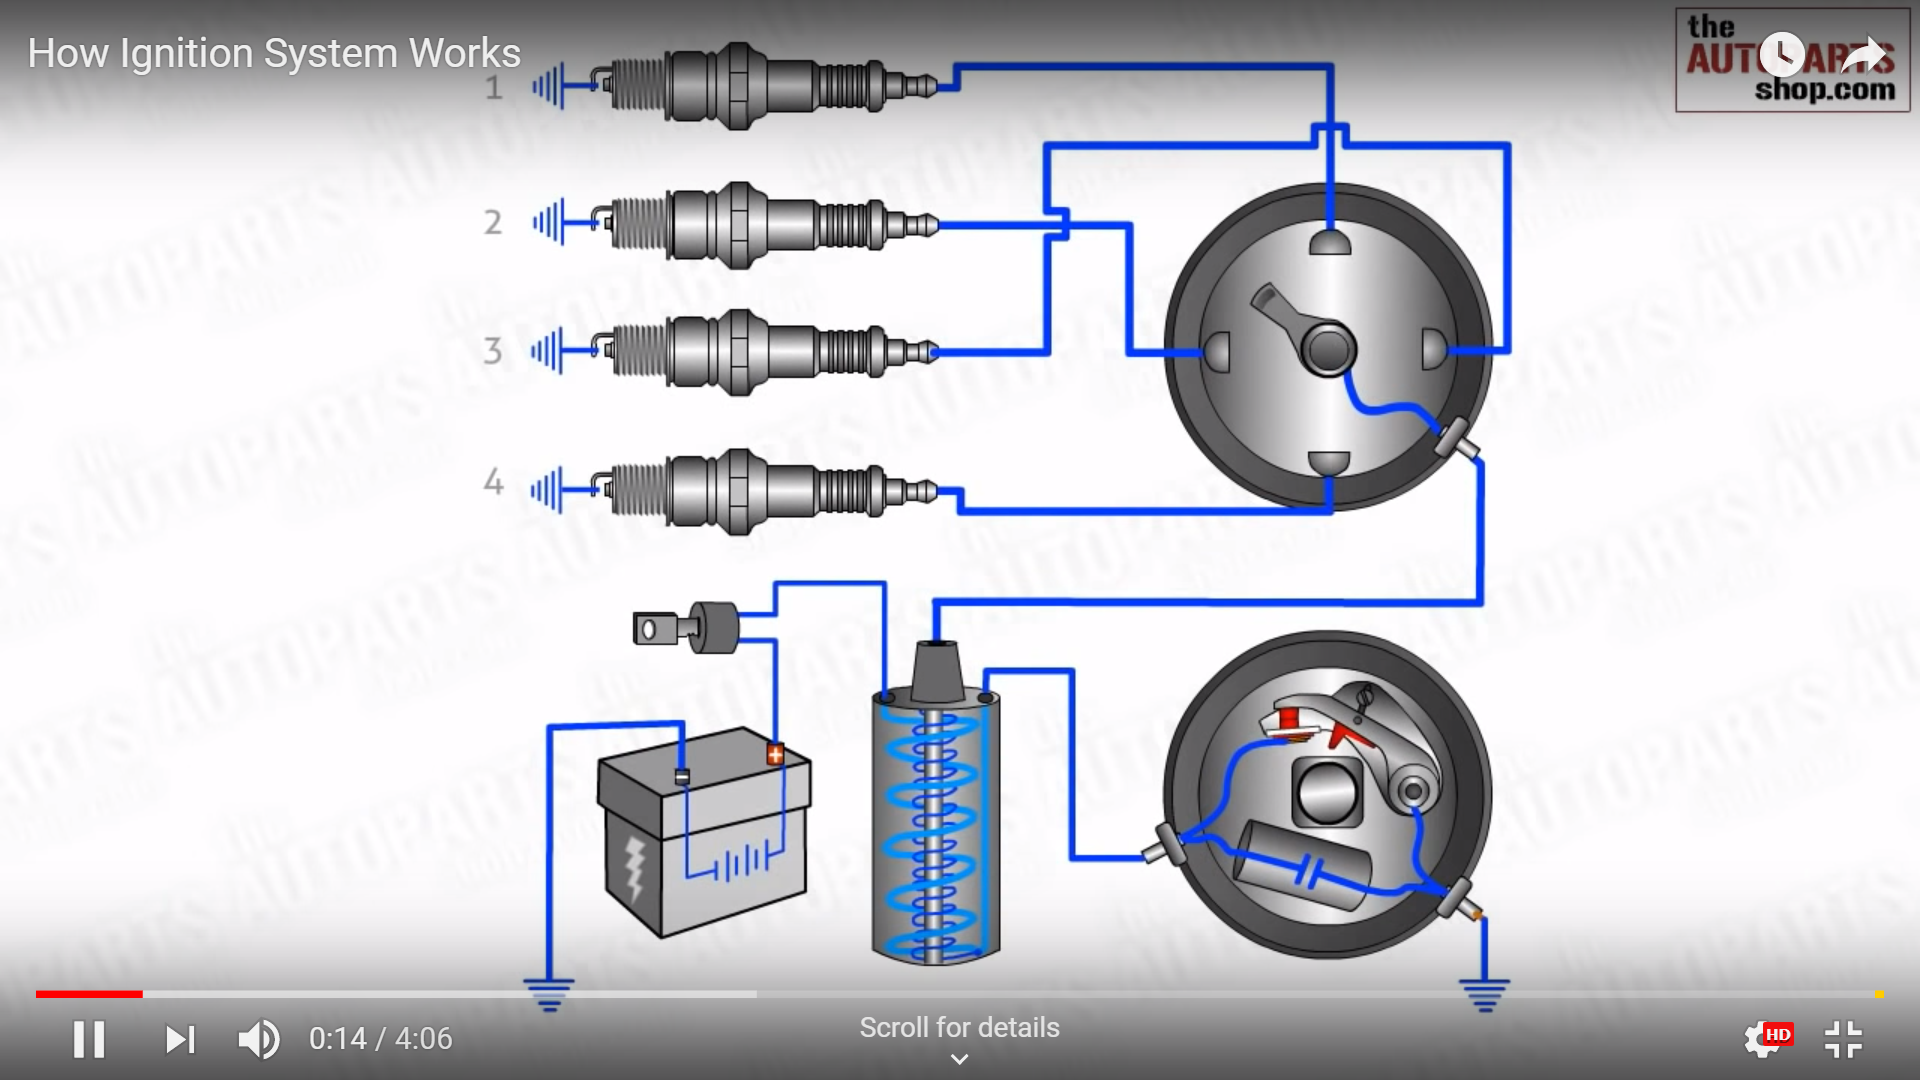 How Ignition System Works
the
AUTOPARTS
shop.com
1
2
3
4
0:14 / 4:06
Scroll for details
HD